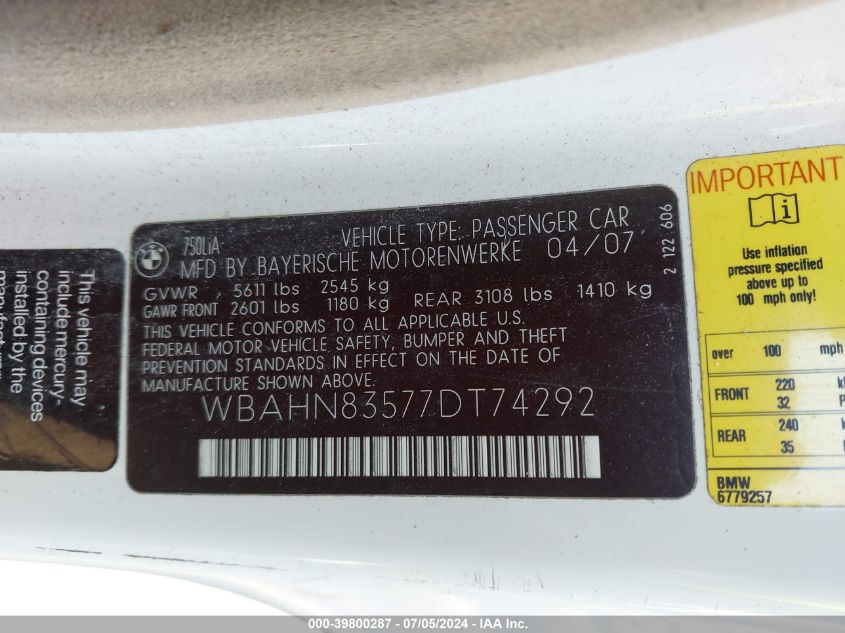 This vehicle may
include mercury-
containing devices
installed by the
750LiA
VEHICLE TYPE: PASSENGER CAR
MFD BY BAYERISCHE MOTORENWERKE 04/07
GVWR 5611 lbs 2545 kg
GAWR FRONT 2601 lbs 1180 kg REAR 3108 lbs 1410 kg
THIS VEHICLE CONFORMS TO ALL APPLICABLE U.S.
FEDERAL MOTOR VEHICLE SAFETY, BUMPER AND THEFT
PREVENTION STANDARDS IN EFFECT ON THE DATE OF
MANUFACTURE SHOWN ABOVE.
WBAHN83577DT74292
2 122 606
IMPORTANT
Use inflation
pressure specified
above up to
100 mph only!
over 100 mph
FRONT 220
32
REAR 240
35
BMW
6779257
000-39800287 - 07/05/2024 - IAA Inc.